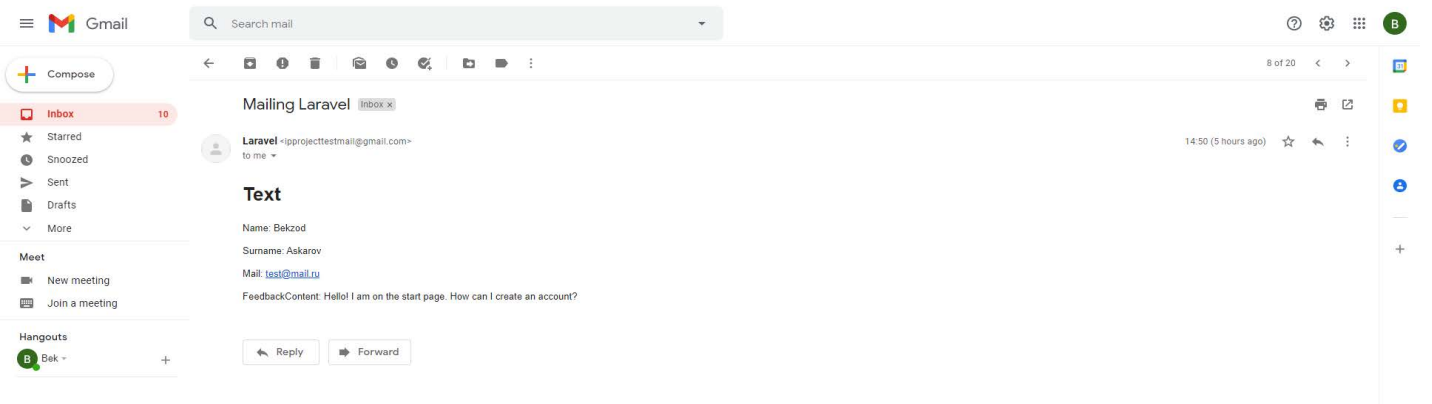 Gmail
Search mail
B
Compose
8 of 20
31
Mailing Laravel Inbox x
Inbox 10
Laravel <ipprojecttestmail@gmail.com> 14:50 (5 hours ago)
to me
Starred
Snoozed
Sent
Drafts
More
Text
Name: Bekzod
Surname: Askarov
Mail: test@mail.ru
FeedbackContent: Hello! I am on the start page. How can I create an account?
Meet
New meeting
Join a meeting
Hangouts
B Bek
Reply Forward